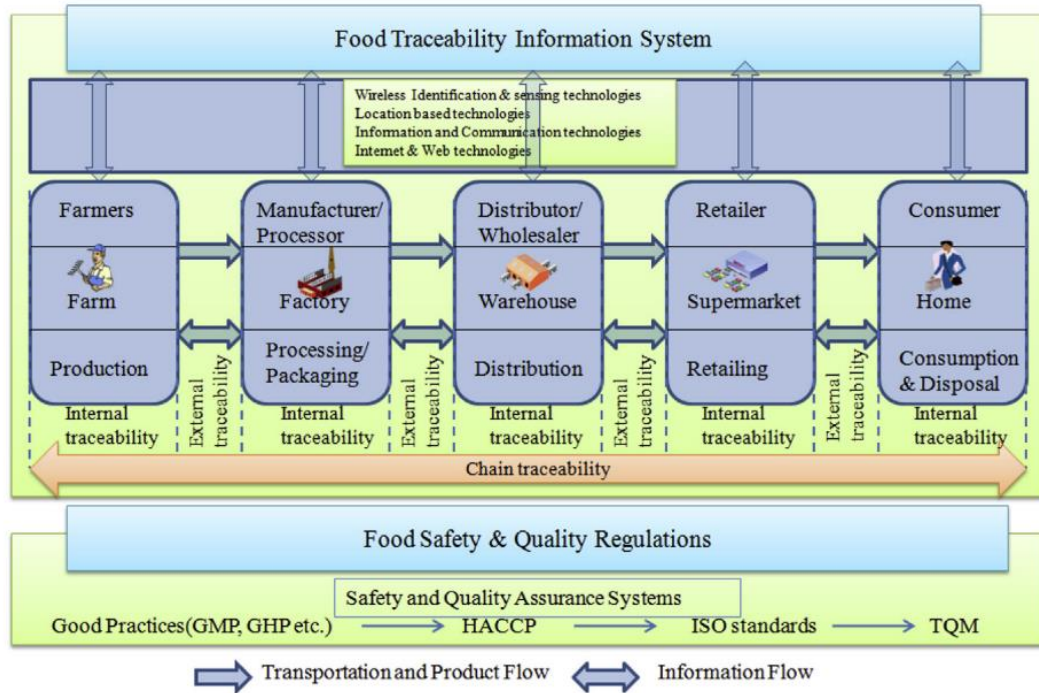 Food Traceability Information System
Wireless Identification & sensing technologies
Location based technologies
Information and Communication technologies
Internet & Web technologies
Farmers
Farm
Production
Manufacturer/
Processor
Factory
Processing/
Packaging
Distributor/
Wholesaler
Warehouse
Distribution
Retailer
Supermarket
Retailing
Consumer
Home
Consumption
& Disposal
Internal
traceability
External
traceability
Internal
traceability
External
traceability
Internal
traceability
External
traceability
Internal
traceability
External
traceability
Internal
traceability
Chain traceability
Food Safety & Quality Regulations
Safety and Quality Assurance Systems
Good Practices(GMP, GHP etc.) HACCP ISO standards TQM
Transportation and Product Flow Information Flow